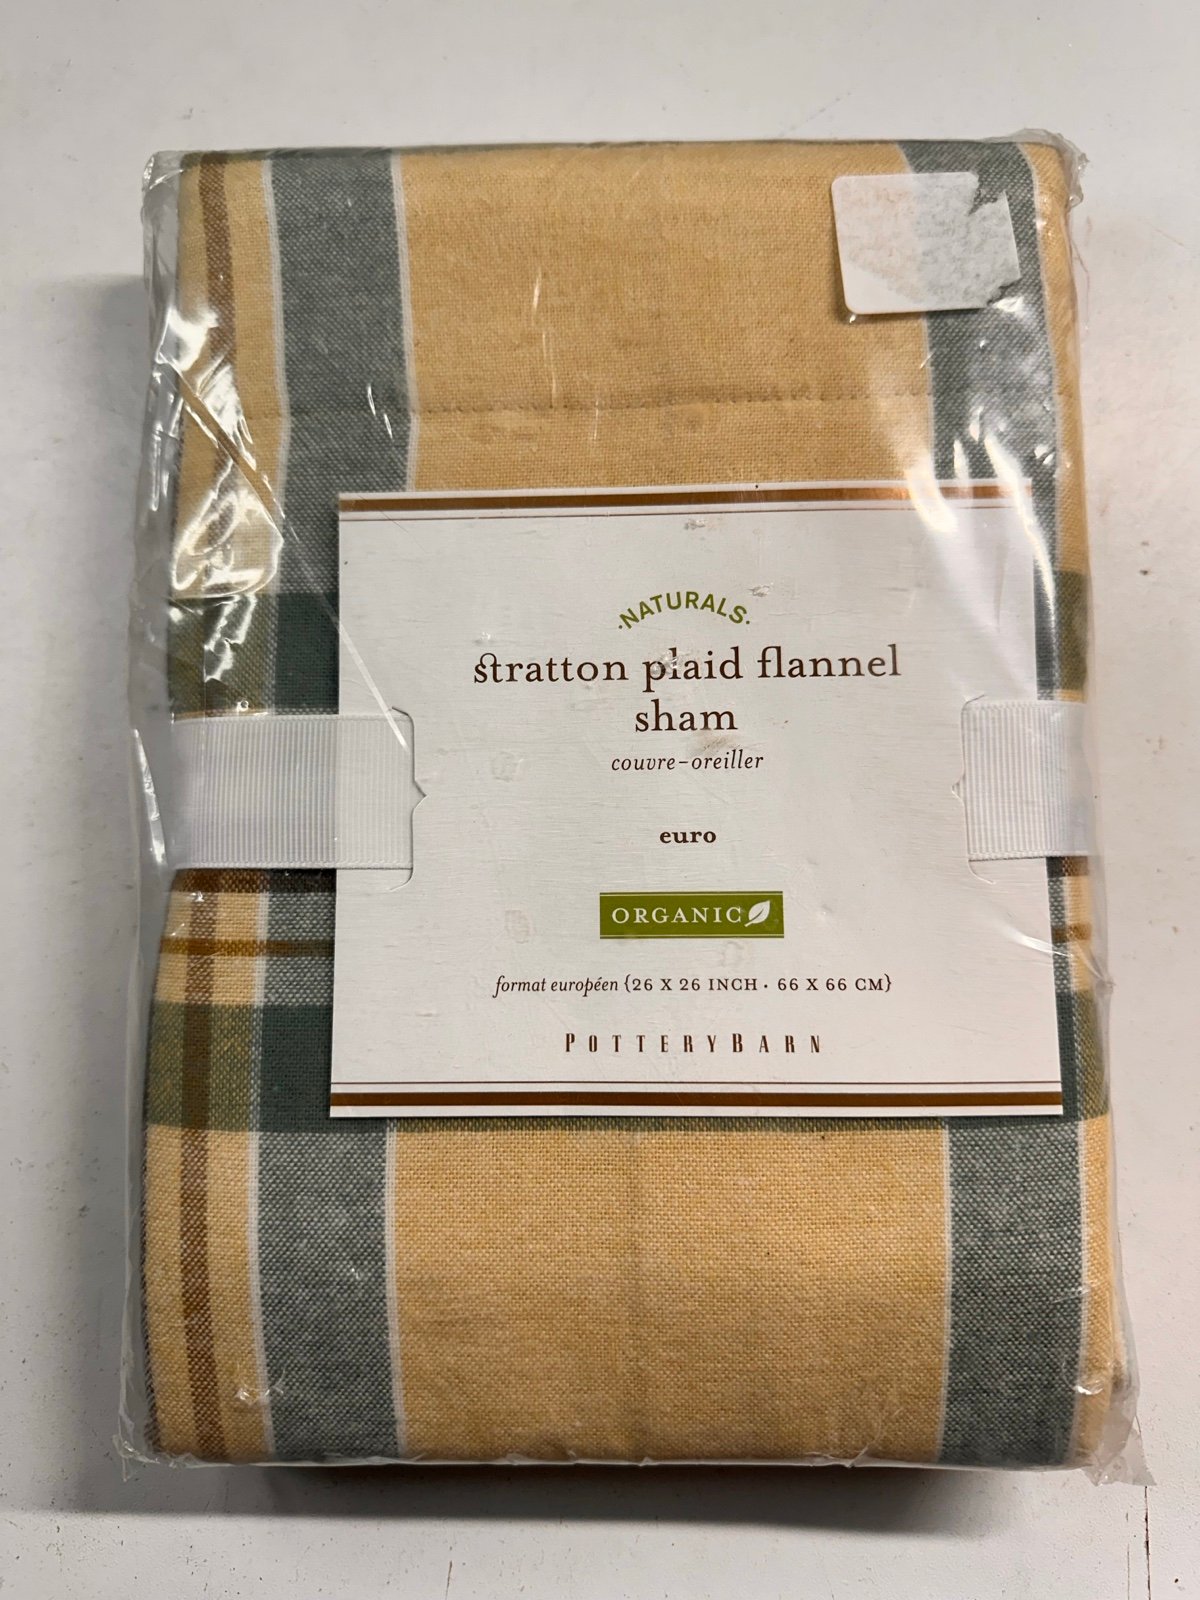 ·NATURALS·
stratton plaid flannel
sham
couvre-oreiller
euro
ORGANIC
format européen {26 X 26 INCH · 66 X 66 CM}
POTTERYBARN